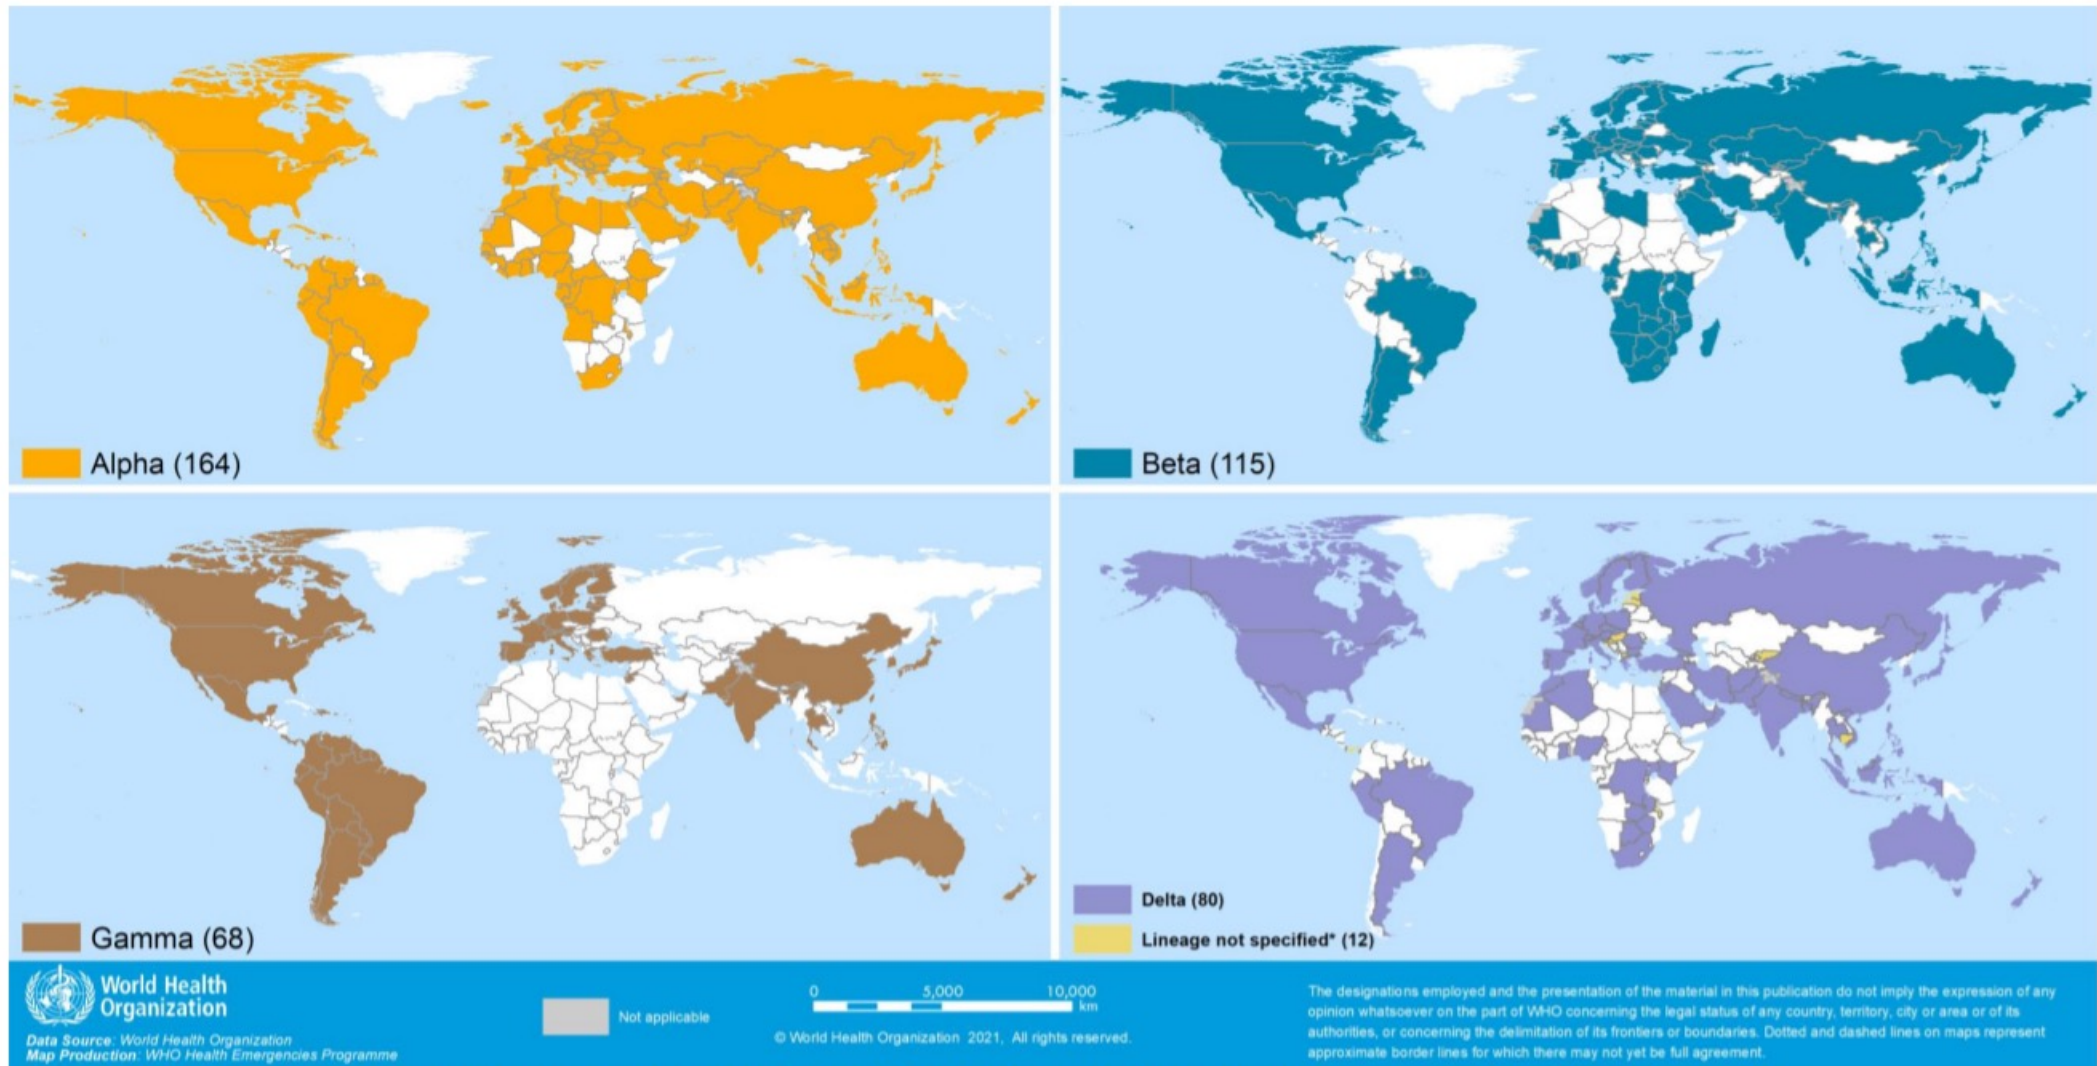 Alpha (164)
Beta (115)
Gamma (68)
Delta (80)
Lineage not specified* (12)
World Health
Organization
Data Source: World Health Organization
Map Production: WHO Health Emergencies Programme
Not applicable
0 5,000 10,000
km
© World Health Organization 2021, All rights reserved.
The designations employed and the presentation of the material in this publication do not imply the expression of any
opinion whatsoever on the part of WHO concerning the legal status of any country, territory, city or area or of its
authorities, or concerning the delimitation of its frontiers or boundaries. Dotted and dashed lines on maps represent
approximate border lines for which there may not yet be full agreement.